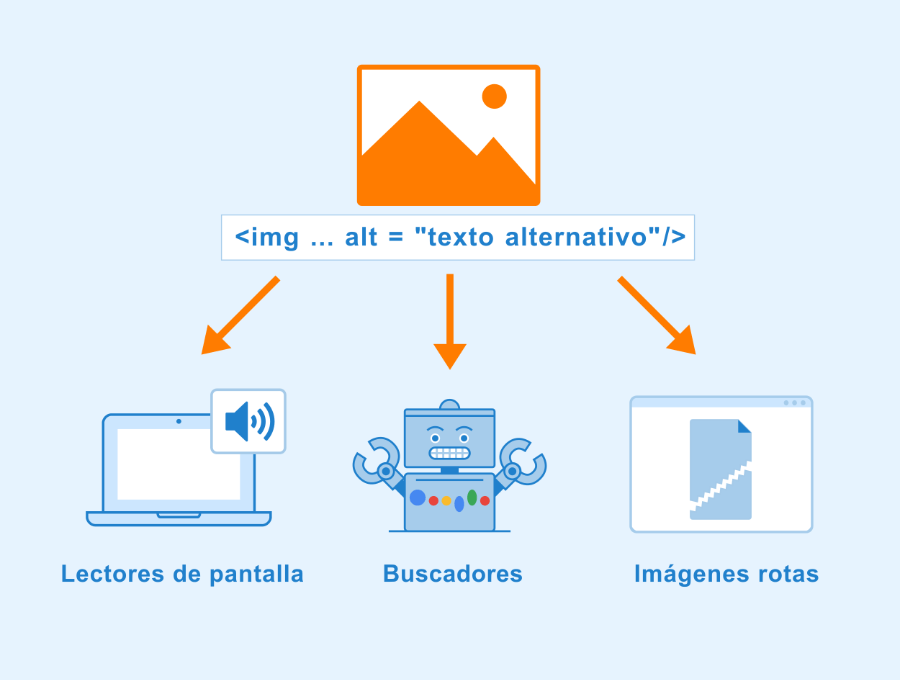 <img ... alt = "texto alternativo"/>
Lectores de pantalla
Buscadores
Imágenes rotas